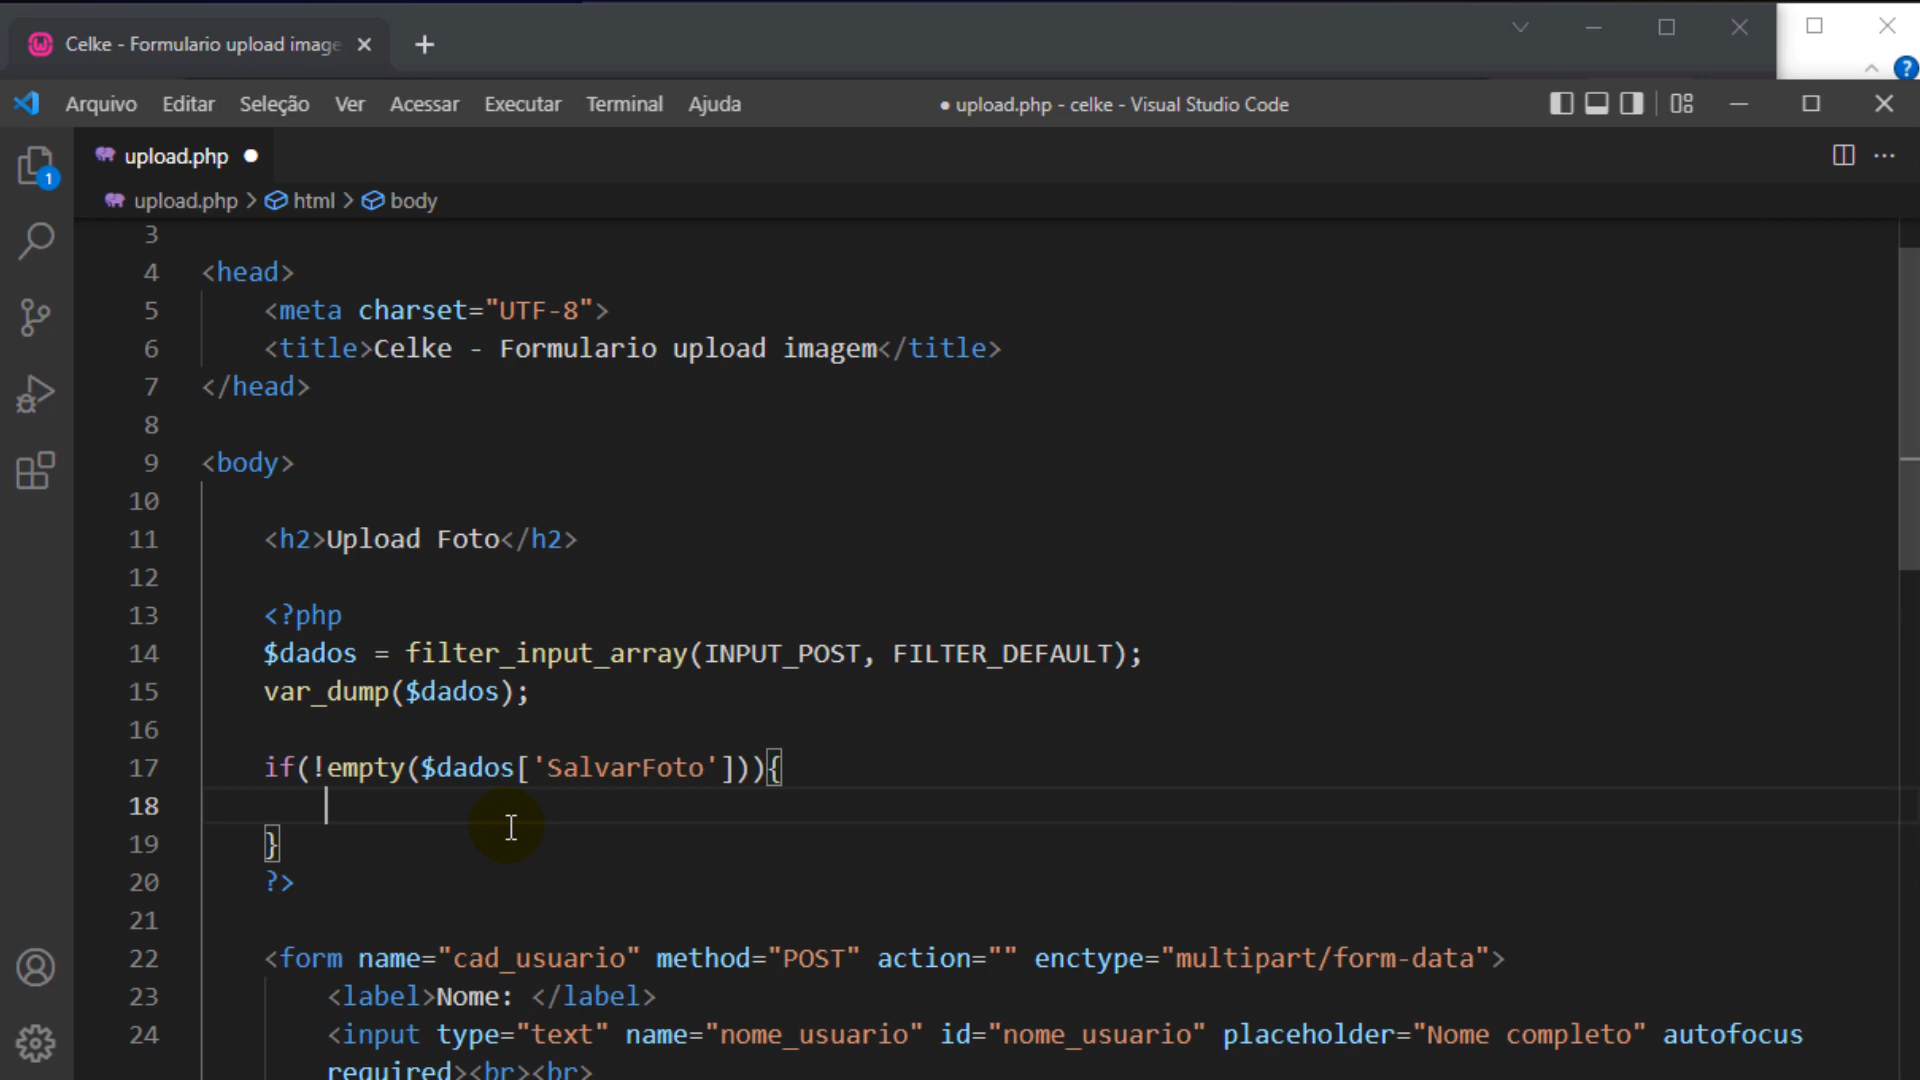 Celke - Formulario upload image
Arquivo Editar Seleção Ver Acessar Executar Terminal Ajuda
● upload.php - celke - Visual Studio Code
upload.php ●
upload.php > html > body
1
3
4 <head>
5 <meta charset="UTF-8">
6 <title>Celke - Formulario upload imagem</title>
7 </head>
8
9 <body>
10
11 <h2>Upload Foto</h2>
12
13 <?php
14 $dados = filter_input_array(INPUT_POST, FILTER_DEFAULT);
15 var_dump($dados);
16
17 if(!empty($dados['SalvarFoto'])){
18
19 }
20 ?>
21
22 <form name="cad_usuario" method="POST" action="" enctype="multipart/form-data">
23 <label>Nome: </label>
24 <input type="text" name="nome_usuario" id="nome_usuario" placeholder="Nome completo" autofocus
required><br><br>